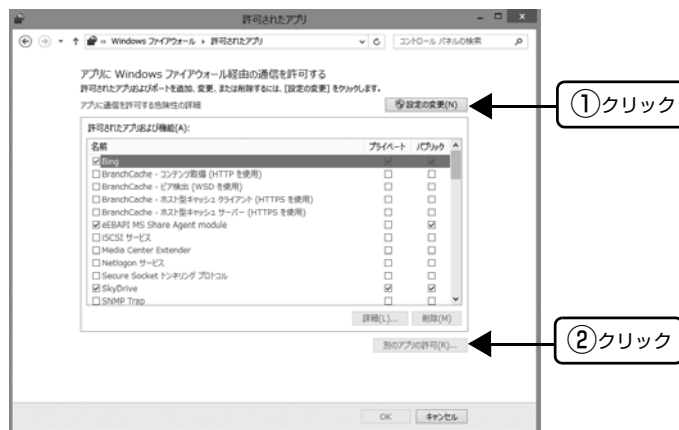 許可されたアプリ
« Windows ファイアウォール › 許可されたアプリ
コントロール パネルの検索
アプリに Windows ファイアウォール経由の通信を許可する
許可されたアプリおよびポートを追加、変更、または削除するには、[設定の変更] をクリックします。
アプリに通信を許可する危険性の詳細
設定の変更(N)
①クリック
許可されたアプリおよび機能(A):
名前 プライベート パブリック
Bing
BranchCache - コンテンツ取得 (HTTP を使用)
BranchCache - ピア検出 (WSD を使用)
BranchCache - ホスト型キャッシュ クライアント (HTTPS を使用)
BranchCache - ホスト型キャッシュ サーバー (HTTPS を使用)
eEBAPI MS Share Agent module
iSCSI サービス
Media Center Extender
Netlogon サービス
Secure Socket トンネリング プロトコル
SkyDrive
SNMP Trap
詳細(L)... 削除(M)
別のアプリの許可(R)...
②クリック
OK キャンセル